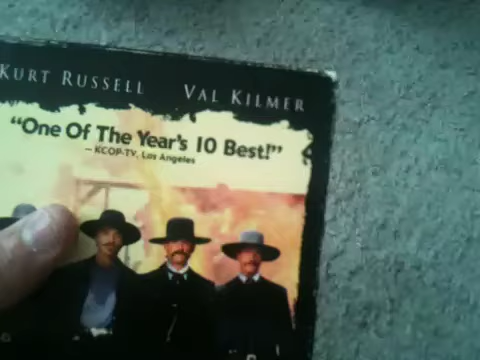 KURT RUSSELL VAL KILMER
"One Of The Year's 10 Best!"
– KCOP-TV, Los Angeles